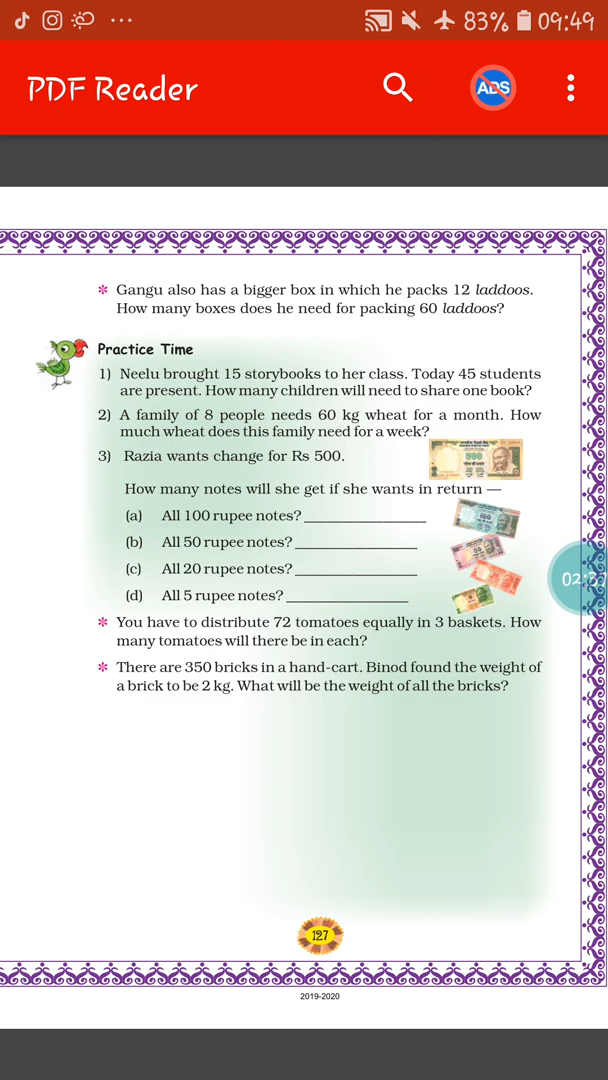 83% 09:49
PDF Reader
ADS
* Gangu also has a bigger box in which he packs 12 laddoos.
How many boxes does he need for packing 60 laddoos?
Practice Time
1) Neelu brought 15 storybooks to her class. Today 45 students
are present. How many children will need to share one book?
2) A family of 8 people needs 60 kg wheat for a month. How
much wheat does this family need for a week?
3) Razia wants change for Rs 500.
500
How many notes will she get if she wants in return —
(a) All 100 rupee notes? _______________
100
(b) All 50 rupee notes? _______________
(c) All 20 rupee notes? _______________
(d) All 5 rupee notes? _______________
* You have to distribute 72 tomatoes equally in 3 baskets. How
many tomatoes will there be in each?
* There are 350 bricks in a hand-cart. Binod found the weight of
a brick to be 2 kg. What will be the weight of all the bricks?
127
2019-2020